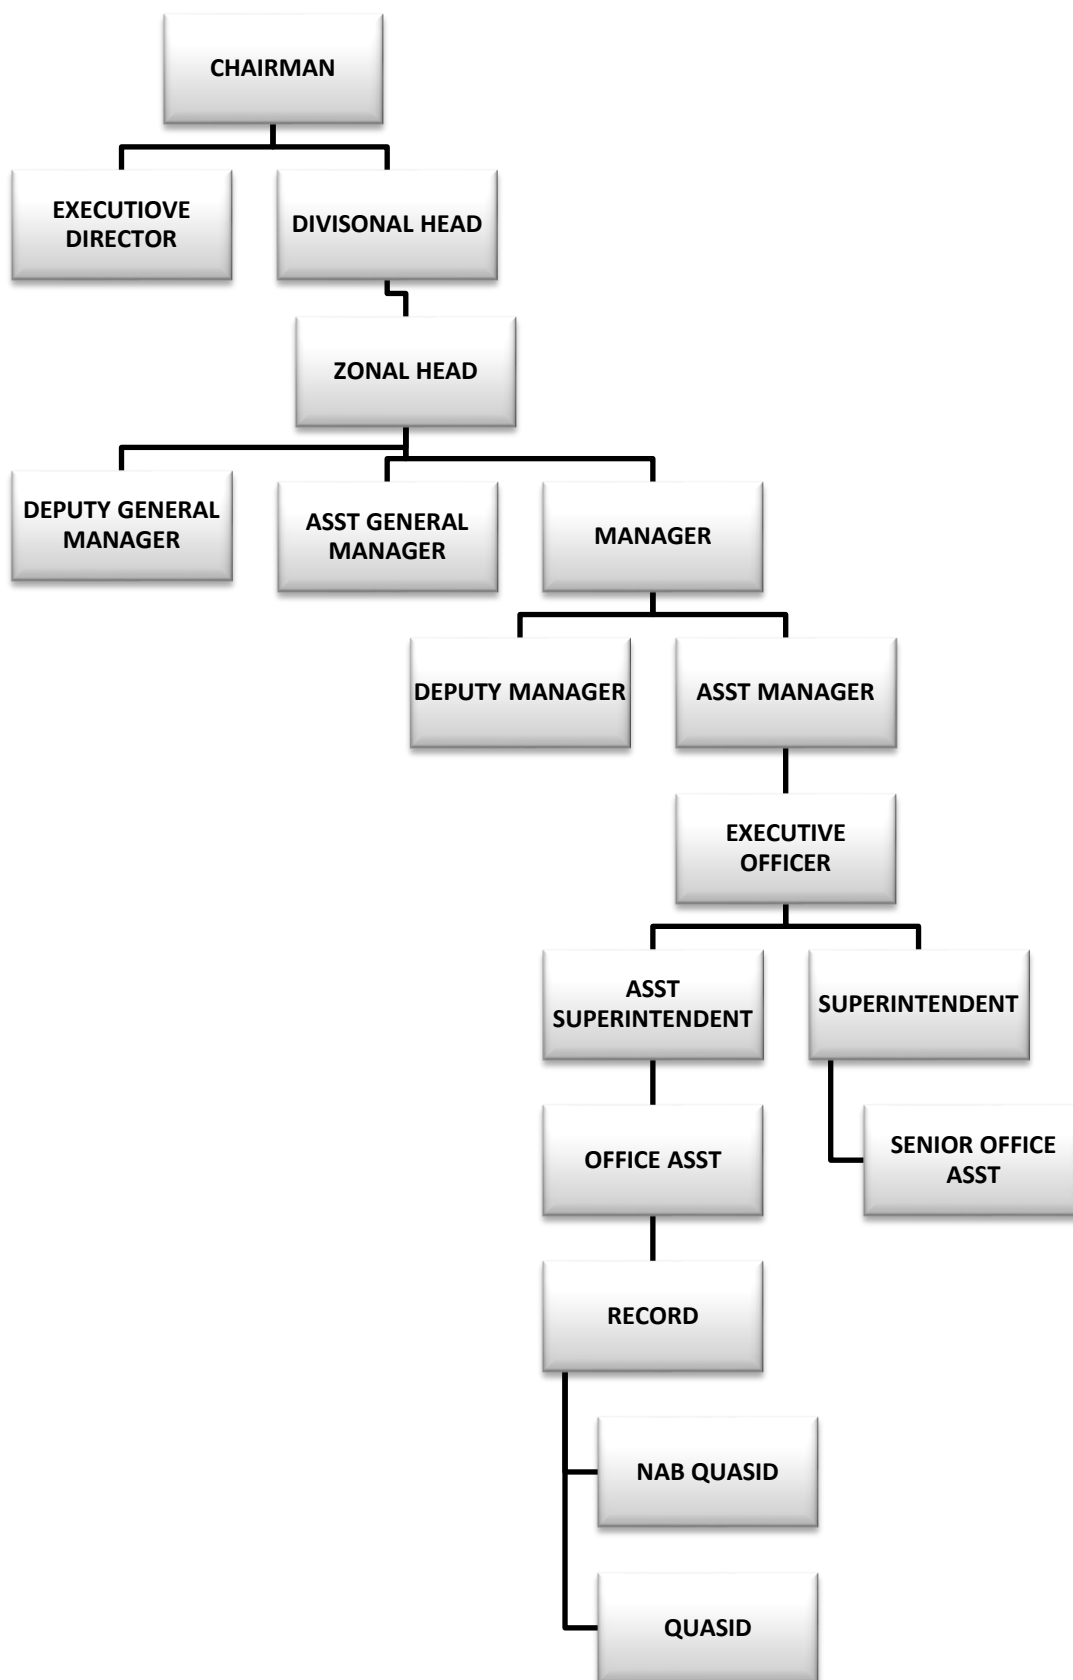 CHAIRMAN
EXECUTIOVE
DIRECTOR
DIVISONAL HEAD
ZONAL HEAD
DEPUTY GENERAL
MANAGER
ASST GENERAL
MANAGER
MANAGER
DEPUTY MANAGER
ASST MANAGER
EXECUTIVE
OFFICER
ASST
SUPERINTENDENT
SUPERINTENDENT
OFFICE ASST
SENIOR OFFICE
ASST
RECORD
NAB QUASID
QUASID